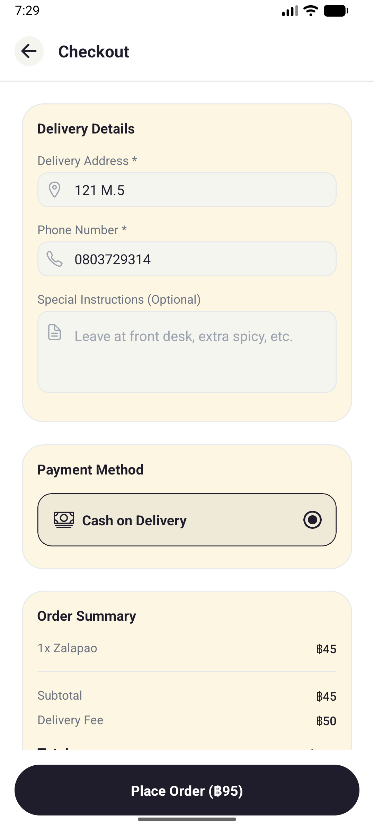 7:29
Checkout
Delivery Details
Delivery Address *
121 M.5
Phone Number *
0803729314
Special Instructions (Optional)
Leave at front desk, extra spicy, etc.
Payment Method
Cash on Delivery
Order Summary
1x Zalapao ฿45
Subtotal ฿45
Delivery Fee ฿50
Place Order (฿95)